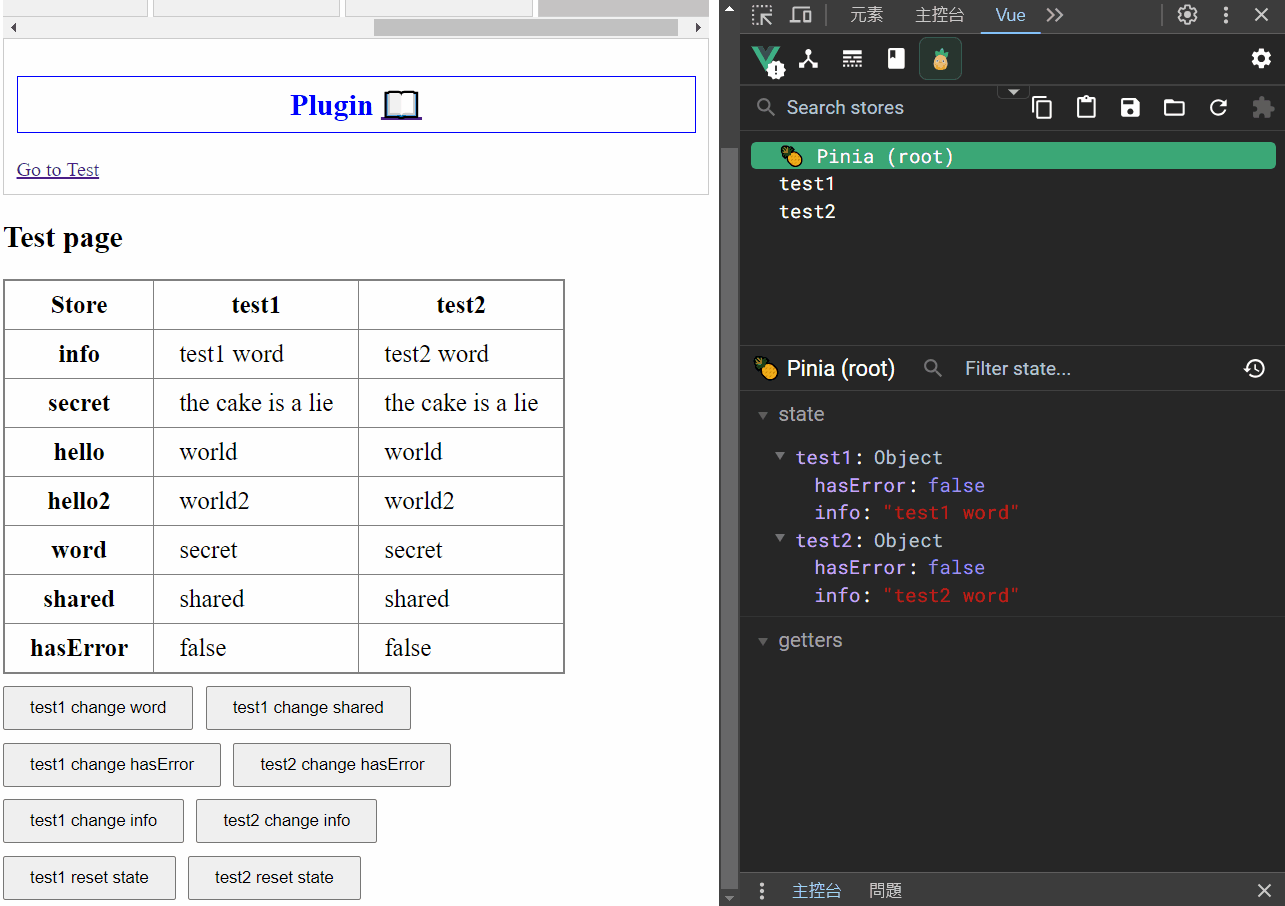 Plugin 📖
Go to Test
Test page
Store test1 test2
info test1 word test2 word
secret the cake is a lie the cake is a lie
hello world world
hello2 world2 world2
word secret secret
shared shared shared
hasError false false
test1 change word test1 change shared
test1 change hasError test2 change hasError
test1 change info test2 change info
test1 reset state test2 reset state
元素 主控台 Vue
Search stores
🍍 Pinia (root)
test1
test2
🍍 Pinia (root) Filter state...
state
test1: Object
hasError: false
info: "test1 word"
test2: Object
hasError: false
info: "test2 word"
getters
主控台 問題